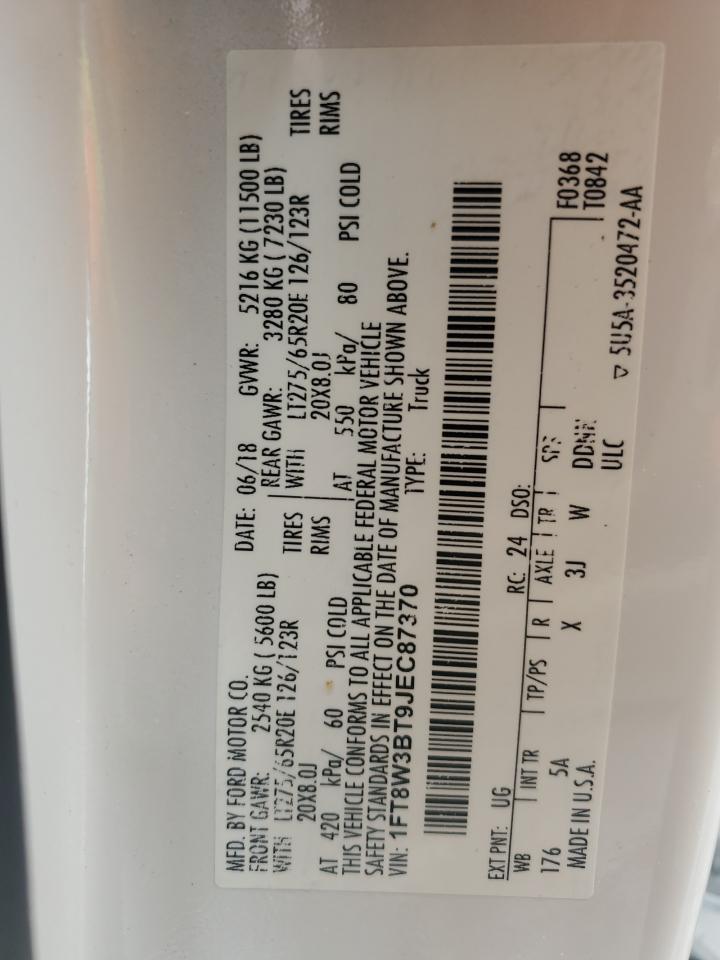 MFD. BY FORD MOTOR CO.
DATE: 06/18 GVWR: 5216 KG (11500 LB)
FRONT GAWR: 2540 KG ( 5600 LB) REAR GAWR: 3280 KG ( 7230 LB)
WITH LT275/65R20E 126/123R TIRES WITH LT275/65R20E 126/123R TIRES
20X8.0J RIMS 20X8.0J RIMS
AT 420 kPa/ 60 PSI COLD AT 550 kPa/ 80 PSI COLD
THIS VEHICLE CONFORMS TO ALL APPLICABLE FEDERAL MOTOR VEHICLE
SAFETY STANDARDS IN EFFECT ON THE DATE OF MANUFACTURE SHOWN ABOVE.
VIN: 1FT8W3BT9JEC87370 TYPE: Truck
EXT PNT: UG RC: 24 DSO: F0368
WB INT TR TP/PS R AXLE TR SPR T0842
176 5A X 3J W
MADE IN U.S.A. ULC ▽ 5U5A-3520472-AA